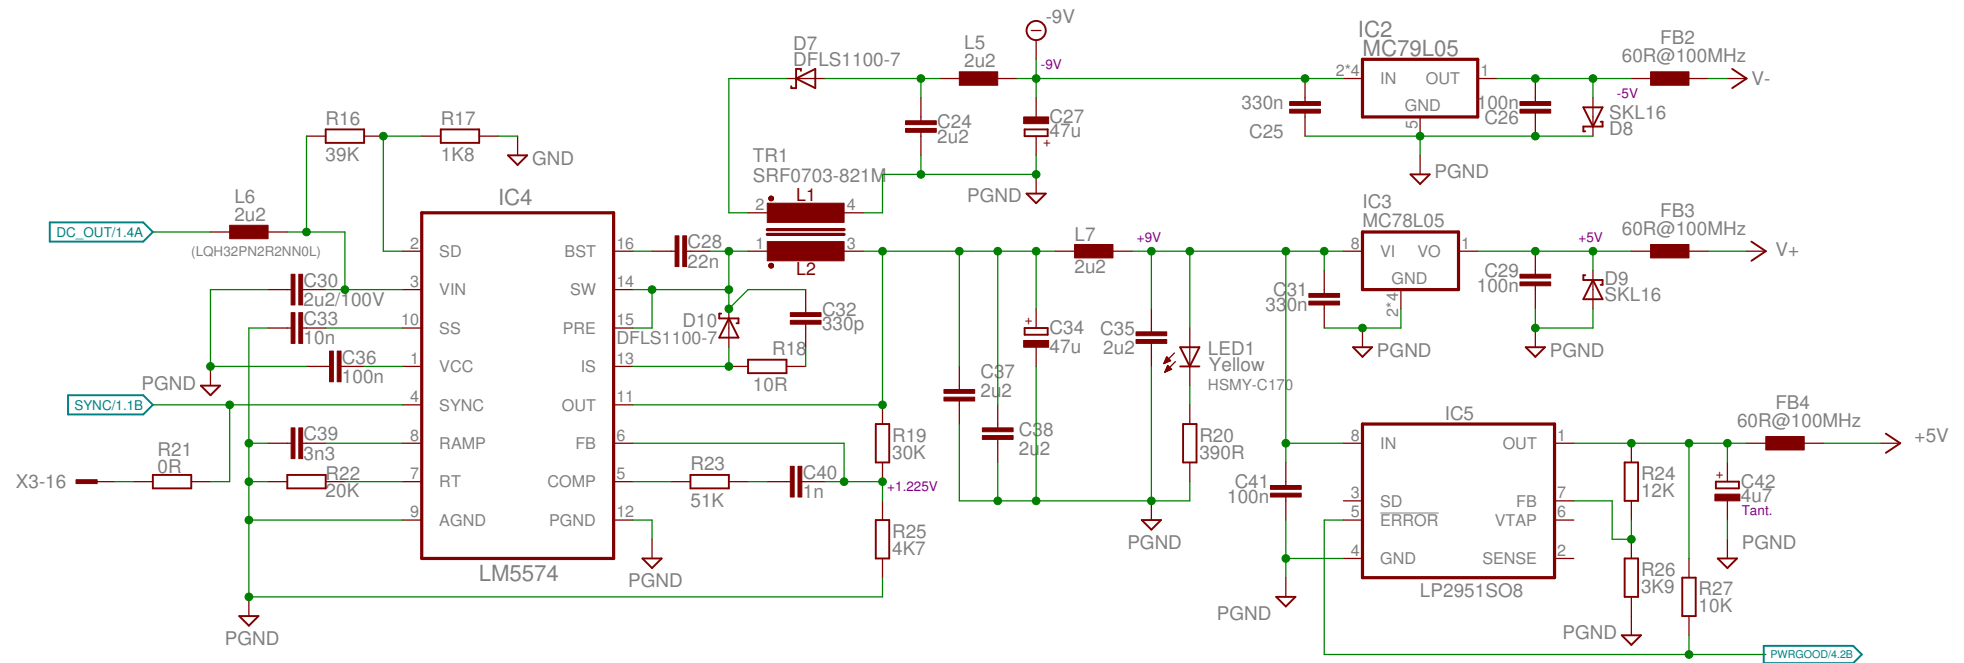 -9V
D7
DFLS1100-7
L5
2u2
-9V
IC2
MC79L05
FB2
60R@100MHz
2*4
IN
OUT
1
GND
5
V-
-5V
330n
C25
100n
C26
SKL16
D8
PGND
C24
2u2
C27
47u
+
PGND
R16
39K
R17
1K8
GND
TR1
SRF0703-821M
2
L1
4
1
L2
3
L6
2u2
DC_OUT/1.4A
(LQH32PN2R2NN0L)
IC4
2
SD
BST
16
3
VIN
SW
14
10
SS
PRE
15
1
VCC
IS
13
4
SYNC
OUT
11
8
RAMP
FB
6
7
RT
COMP
5
9
AGND
PGND
12
LM5574
C30
2u2/100V
C33
10n
C36
100n
PGND
SYNC/1.1B
C39
3n3
R21
0R
R22
20K
X3-16
PGND
PGND
C28
22n
D10
DFLS1100-7
C32
330p
R18
10R
R23
51K
C40
1n
R19
30K
+1.225V
R25
4K7
L7
2u2
+9V
C37
2u2
C38
2u2
+
C34
47u
C35
2u2
LED1
Yellow
HSMY-C170
R20
390R
PGND
IC3
MC78L05
8
VI
VO
1
GND
2*4
C31
330n
PGND
+5V
FB3
60R@100MHz
V+
C29
100n
D9
SKL16
PGND
IC5
8
IN
OUT
1
3
SD
FB
7
5
ERROR
VTAP
6
4
GND
SENSE
2
LP2951SO8
C41
100n
PGND
FB4
60R@100MHz
+5V
R24
12K
+
C42
4u7
Tant.
PGND
R26
3K9
R27
10K
PGND
PWRGOOD/4.2B